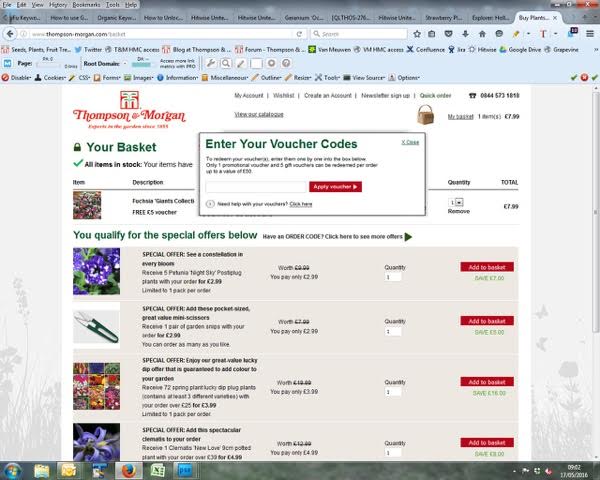 File Edit View History Bookmarks Tools Help
Organic Keyw...
Hitwise Unite...
Geranium 'Oc...
Hitwise Unite...
Hitwise Unite...
Strawberry Pl...
Explorer: Holl...
Buy Plants...
www.thompson-morgan.com/basket
Search
Seeds, Plants, Fruit Tree... Twitter T&M HMC access Blog at Thompson & ... Forum - Thompson & ... Van Meuwen VM HMC access Confluence Hitwise Google Drive Grapevine
Page: PA: 0 Root Domain: DA: -- Access more link metrics with PRO
Disable Cookies CSS Forms Images Information Miscellaneous Outline Resize Tools View Source Options
My Account | Wishlist | Create an Account | Newsletter sign up | Quick order 0844 573 1818
Thompson & Morgan
Experts in the garden since 1855
View our catalogue
My basket 1 item(s) £7.99
Your Basket
All items in stock: Your items have
Enter Your Voucher Codes
X Close
To redeem your voucher(s), enter them one by one into the box below.
Only 1 promotional voucher and 5 gift vouchers can be redeemed per order
up to a value of £50.
Apply voucher
Need help with your vouchers? Click here
Item Description Quantity TOTAL
Fuchsia 'Giants Collecti
FREE £5 voucher
1
Remove
£7.99
You qualify for the special offers below Have an ORDER CODE? Click here to see more offers
SPECIAL OFFER: See a constellation in
every bloom
Receive 5 Petunia 'Night Sky' Postiplug
plants with your order for £2.99
Limited to 1 pack per order.
Worth £9.99
You pay only £2.99
Quantity
1
Add to basket
SAVE £7.00
SPECIAL OFFER: Add these pocket-sized,
great value mini-scissors
Receive 1 pair of garden snips with your
order for £2.99
You can order as many as you like.
Worth £7.99
You pay only £2.99
Quantity
1
Add to basket
SAVE £5.00
SPECIAL OFFER: Enjoy our great-value lucky
dip offer that is guaranteed to add colour to
your garden
Receive 72 spring plant lucky dip plug plants
(contains at least 3 different varieties) with
your order over £25 for £3.99
Limited to 1 per order.
Worth £19.99
You pay only £3.99
Quantity
1
Add to basket
SAVE £16.00
SPECIAL OFFER: Add this spectacular
clematis to your order
Receive 1 Clematis 'New Love' 9cm potted
plant with your order over £39 for £4.99
Worth £12.99
You pay only £4.99
Quantity
1
Add to basket
SAVE £8.00
09:02
17/05/2016